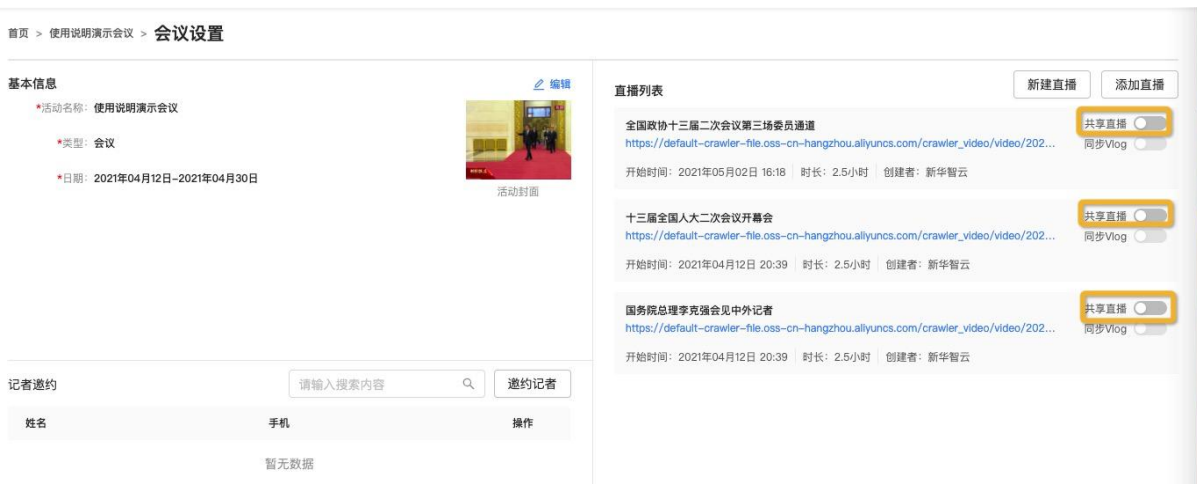 首页 > 使用说明演示会议 > 会议设置
基本信息
编辑
*活动名称: 使用说明演示会议
*类型: 会议
*日期: 2021年04月12日-2021年04月30日
活动封面
记者邀约
请输入搜索内容
邀约记者
姓名 手机 操作
暂无数据
直播列表
新建直播 添加直播
全国政协十三届二次会议第三场委员通道
共享直播
https://default-crawler-file.oss-cn-hangzhou.aliyuncs.com/crawler_video/video/202...
同步Vlog
开始时间: 2021年05月02日 16:18 时长: 2.5小时 创建者: 新华智云
十三届全国人大二次会议开幕会
共享直播
https://default-crawler-file.oss-cn-hangzhou.aliyuncs.com/crawler_video/video/202...
同步Vlog
开始时间: 2021年04月12日 20:39 时长: 2.5小时 创建者: 新华智云
国务院总理李克强会见中外记者
共享直播
https://default-crawler-file.oss-cn-hangzhou.aliyuncs.com/crawler_video/video/202...
同步Vlog
开始时间: 2021年04月12日 20:39 时长: 2.5小时 创建者: 新华智云